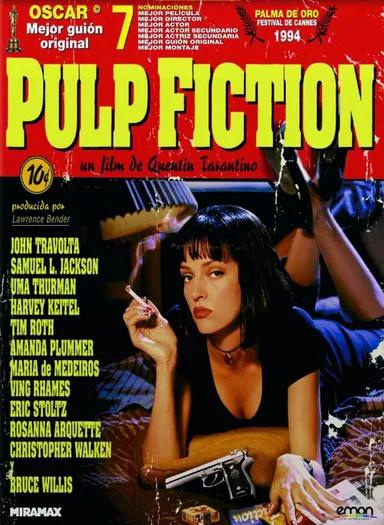 OSCAR ©
Mejor guión
original
7
NOMINACIONES
MEJOR PELÍCULA
MEJOR DIRECTOR
MEJOR ACTOR
MEJOR ACTOR SECUNDARIO
MEJOR ACTRIZ SECUNDARIA
MEJOR GUIÓN ORIGINAL
MEJOR MONTAJE
PALMA DE ORO
FESTIVAL DE CANNES
1994
PULP FICTION
un film de Quentin Tarantino
10¢
producida por
Lawrence Bender
JOHN TRAVOLTA
SAMUEL L. JACKSON
UMA THURMAN
HARVEY KEITEL
TIM ROTH
AMANDA PLUMMER
MARIA de MEDEIROS
VING RHAMES
ERIC STOLTZ
ROSANNA ARQUETTE
CHRISTOPHER WALKEN
BRUCE WILLIS
MIRAMAX
emon